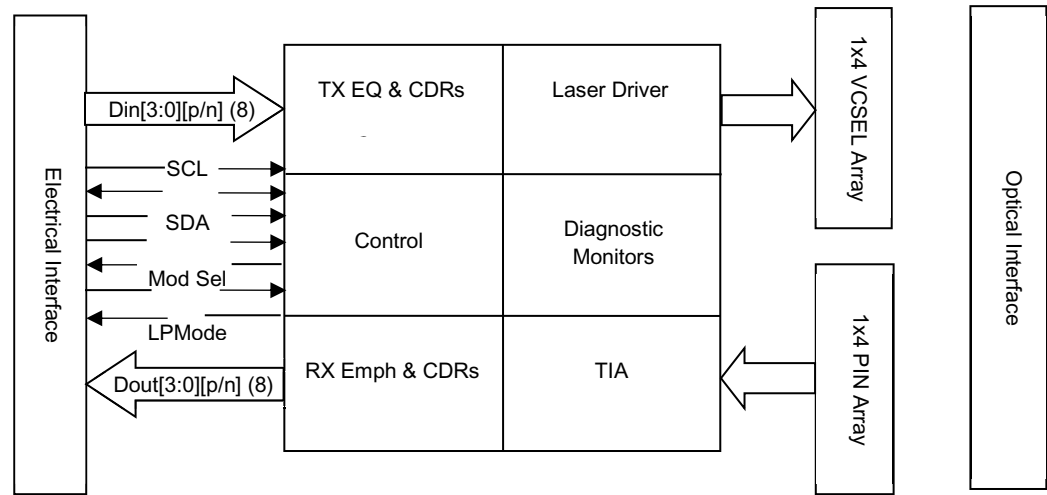 Electrical Interface
Din[3:0][p/n] (8)
SCL
SDA
Mod Sel
LPMode
Dout[3:0][p/n] (8)
TX EQ & CDRs
Laser Driver
Control
Diagnostic
Monitors
RX Emph & CDRs
TIA
1x4 VCSEL Array
1x4 PIN Array
Optical Interface